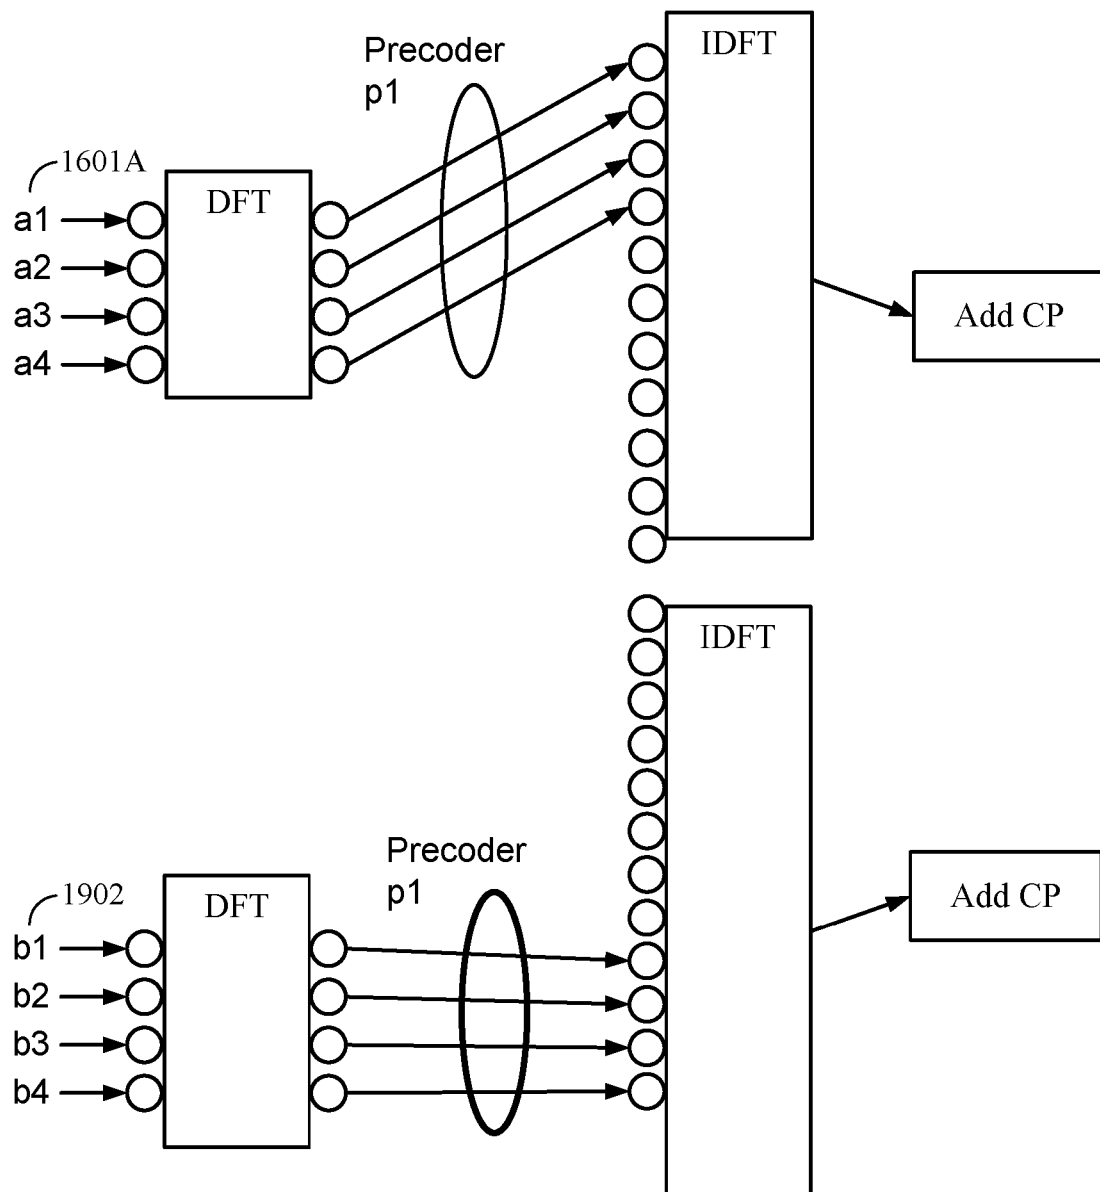 Precoder
p1
IDFT
1601A
DFT
a1
a2
a3
a4
Add CP
IDFT
Precoder
p1
1902
DFT
b1
b2
b3
b4
Add CP